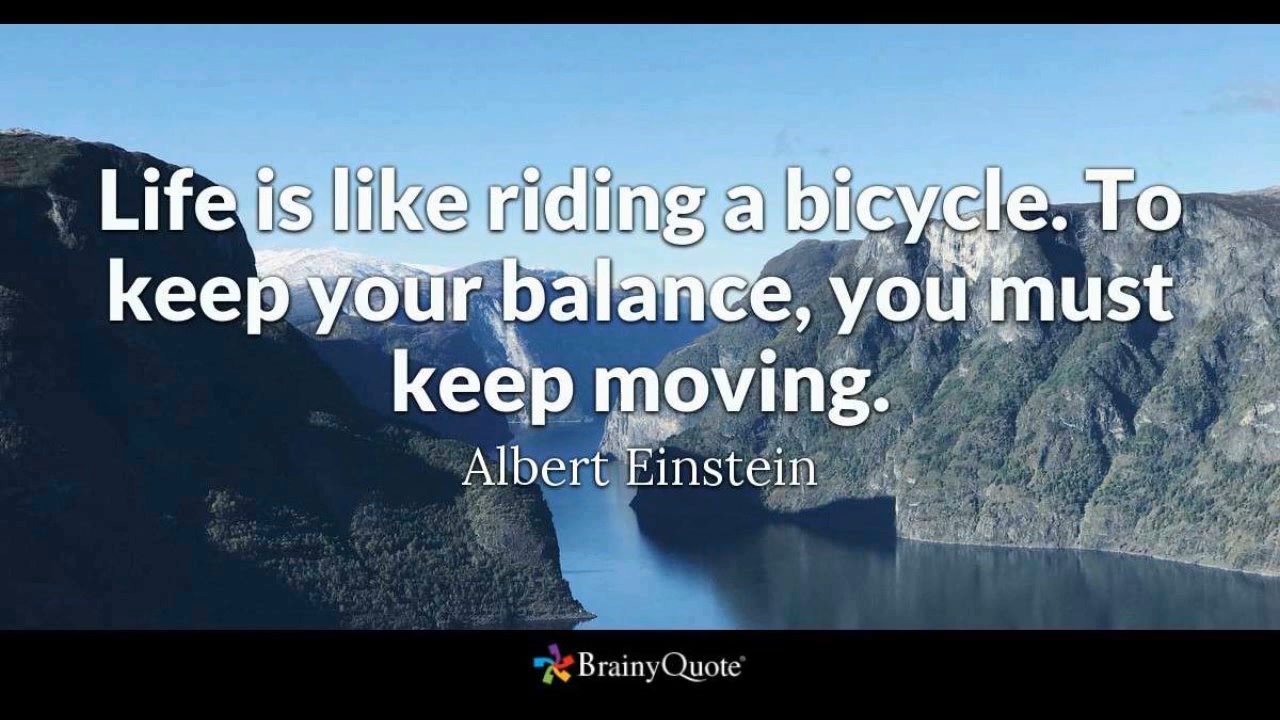 Life is like riding a bicycle. To
keep your balance, you must
keep moving.
Albert Einstein
BrainyQuote®